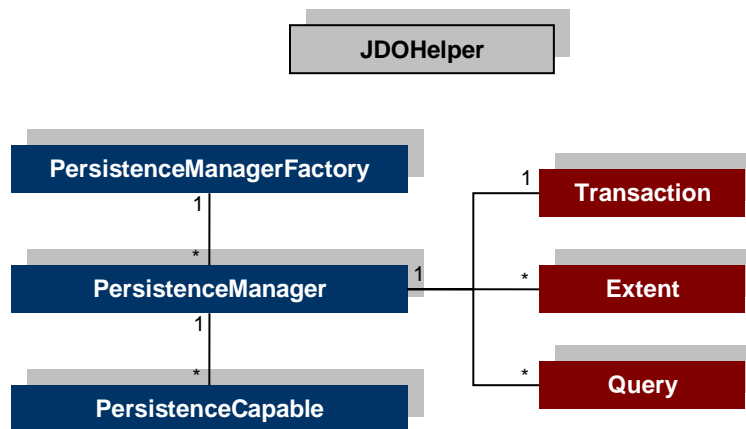 JDOHelper
PersistenceManagerFactory
1
*
PersistenceManager
1
1
*
PersistenceCapable
1
Transaction
*
Extent
*
Query